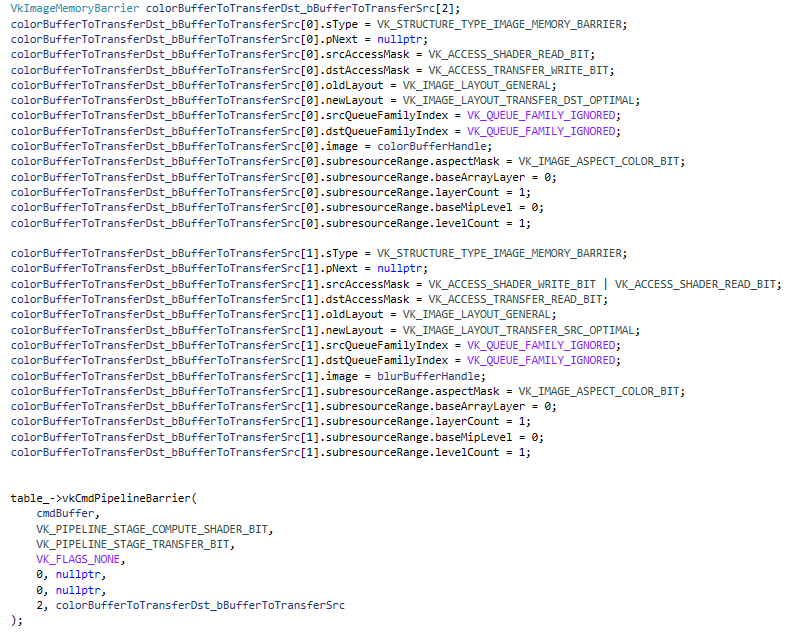 VkImageMemoryBarrier colorBufferToTransferDst_bBufferToTransferSrc[2];
colorBufferToTransferDst_bBufferToTransferSrc[0].sType = VK_STRUCTURE_TYPE_IMAGE_MEMORY_BARRIER;
colorBufferToTransferDst_bBufferToTransferSrc[0].pNext = nullptr;
colorBufferToTransferDst_bBufferToTransferSrc[0].srcAccessMask = VK_ACCESS_SHADER_READ_BIT;
colorBufferToTransferDst_bBufferToTransferSrc[0].dstAccessMask = VK_ACCESS_TRANSFER_WRITE_BIT;
colorBufferToTransferDst_bBufferToTransferSrc[0].oldLayout = VK_IMAGE_LAYOUT_GENERAL;
colorBufferToTransferDst_bBufferToTransferSrc[0].newLayout = VK_IMAGE_LAYOUT_TRANSFER_DST_OPTIMAL;
colorBufferToTransferDst_bBufferToTransferSrc[0].srcQueueFamilyIndex = VK_QUEUE_FAMILY_IGNORED;
colorBufferToTransferDst_bBufferToTransferSrc[0].dstQueueFamilyIndex = VK_QUEUE_FAMILY_IGNORED;
colorBufferToTransferDst_bBufferToTransferSrc[0].image = colorBufferHandle;
colorBufferToTransferDst_bBufferToTransferSrc[0].subresourceRange.aspectMask = VK_IMAGE_ASPECT_COLOR_BIT;
colorBufferToTransferDst_bBufferToTransferSrc[0].subresourceRange.baseArrayLayer = 0;
colorBufferToTransferDst_bBufferToTransferSrc[0].subresourceRange.layerCount = 1;
colorBufferToTransferDst_bBufferToTransferSrc[0].subresourceRange.baseMipLevel = 0;
colorBufferToTransferDst_bBufferToTransferSrc[0].subresourceRange.levelCount = 1;

colorBufferToTransferDst_bBufferToTransferSrc[1].sType = VK_STRUCTURE_TYPE_IMAGE_MEMORY_BARRIER;
colorBufferToTransferDst_bBufferToTransferSrc[1].pNext = nullptr;
colorBufferToTransferDst_bBufferToTransferSrc[1].srcAccessMask = VK_ACCESS_SHADER_WRITE_BIT | VK_ACCESS_SHADER_READ_BIT;
colorBufferToTransferDst_bBufferToTransferSrc[1].dstAccessMask = VK_ACCESS_TRANSFER_READ_BIT;
colorBufferToTransferDst_bBufferToTransferSrc[1].oldLayout = VK_IMAGE_LAYOUT_GENERAL;
colorBufferToTransferDst_bBufferToTransferSrc[1].newLayout = VK_IMAGE_LAYOUT_TRANSFER_SRC_OPTIMAL;
colorBufferToTransferDst_bBufferToTransferSrc[1].srcQueueFamilyIndex = VK_QUEUE_FAMILY_IGNORED;
colorBufferToTransferDst_bBufferToTransferSrc[1].dstQueueFamilyIndex = VK_QUEUE_FAMILY_IGNORED;
colorBufferToTransferDst_bBufferToTransferSrc[1].image = blurBufferHandle;
colorBufferToTransferDst_bBufferToTransferSrc[1].subresourceRange.aspectMask = VK_IMAGE_ASPECT_COLOR_BIT;
colorBufferToTransferDst_bBufferToTransferSrc[1].subresourceRange.baseArrayLayer = 0;
colorBufferToTransferDst_bBufferToTransferSrc[1].subresourceRange.layerCount = 1;
colorBufferToTransferDst_bBufferToTransferSrc[1].subresourceRange.baseMipLevel = 0;
colorBufferToTransferDst_bBufferToTransferSrc[1].subresourceRange.levelCount = 1;


table_->vkCmdPipelineBarrier(
    cmdBuffer,
    VK_PIPELINE_STAGE_COMPUTE_SHADER_BIT,
    VK_PIPELINE_STAGE_TRANSFER_BIT,
    VK_FLAGS_NONE,
    0, nullptr,
    0, nullptr,
    2, colorBufferToTransferDst_bBufferToTransferSrc
);